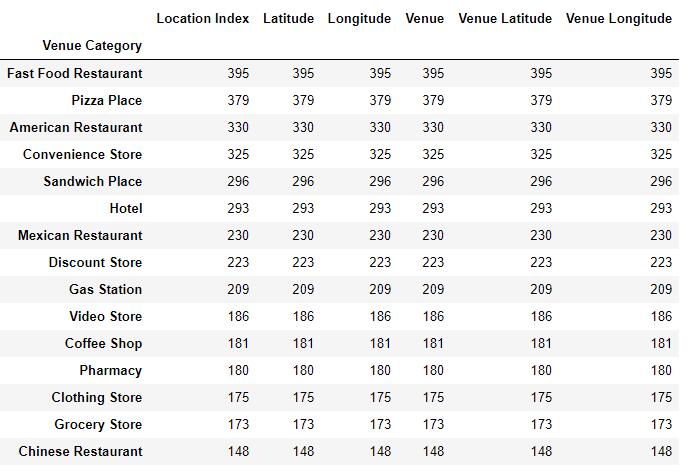 Location Index Latitude Longitude Venue Venue Latitude Venue Longitude
Venue Category
Fast Food Restaurant 395 395 395 395 395 395
Pizza Place 379 379 379 379 379 379
American Restaurant 330 330 330 330 330 330
Convenience Store 325 325 325 325 325 325
Sandwich Place 296 296 296 296 296 296
Hotel 293 293 293 293 293 293
Mexican Restaurant 230 230 230 230 230 230
Discount Store 223 223 223 223 223 223
Gas Station 209 209 209 209 209 209
Video Store 186 186 186 186 186 186
Coffee Shop 181 181 181 181 181 181
Pharmacy 180 180 180 180 180 180
Clothing Store 175 175 175 175 175 175
Grocery Store 173 173 173 173 173 173
Chinese Restaurant 148 148 148 148 148 148